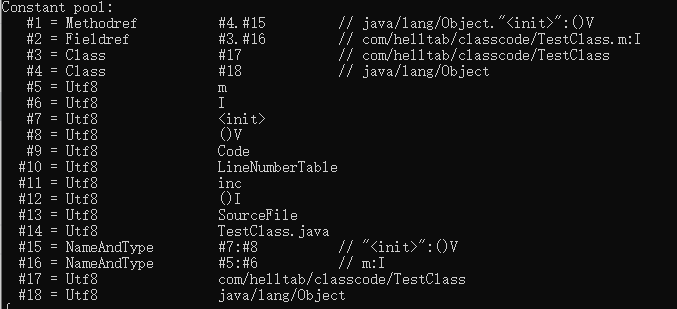 Constant pool:
#1 = Methodref #4.#15 // java/lang/Object."<init>":()V
#2 = Fieldref #3.#16 // com/helltab/classcode/TestClass.m:I
#3 = Class #17 // com/helltab/classcode/TestClass
#4 = Class #18 // java/lang/Object
#5 = Utf8 m
#6 = Utf8 I
#7 = Utf8 <init>
#8 = Utf8 ()V
#9 = Utf8 Code
#10 = Utf8 LineNumberTable
#11 = Utf8 inc
#12 = Utf8 ()I
#13 = Utf8 SourceFile
#14 = Utf8 TestClass.java
#15 = NameAndType #7:#8 // "<init>":()V
#16 = NameAndType #5:#6 // m:I
#17 = Utf8 com/helltab/classcode/TestClass
#18 = Utf8 java/lang/Object